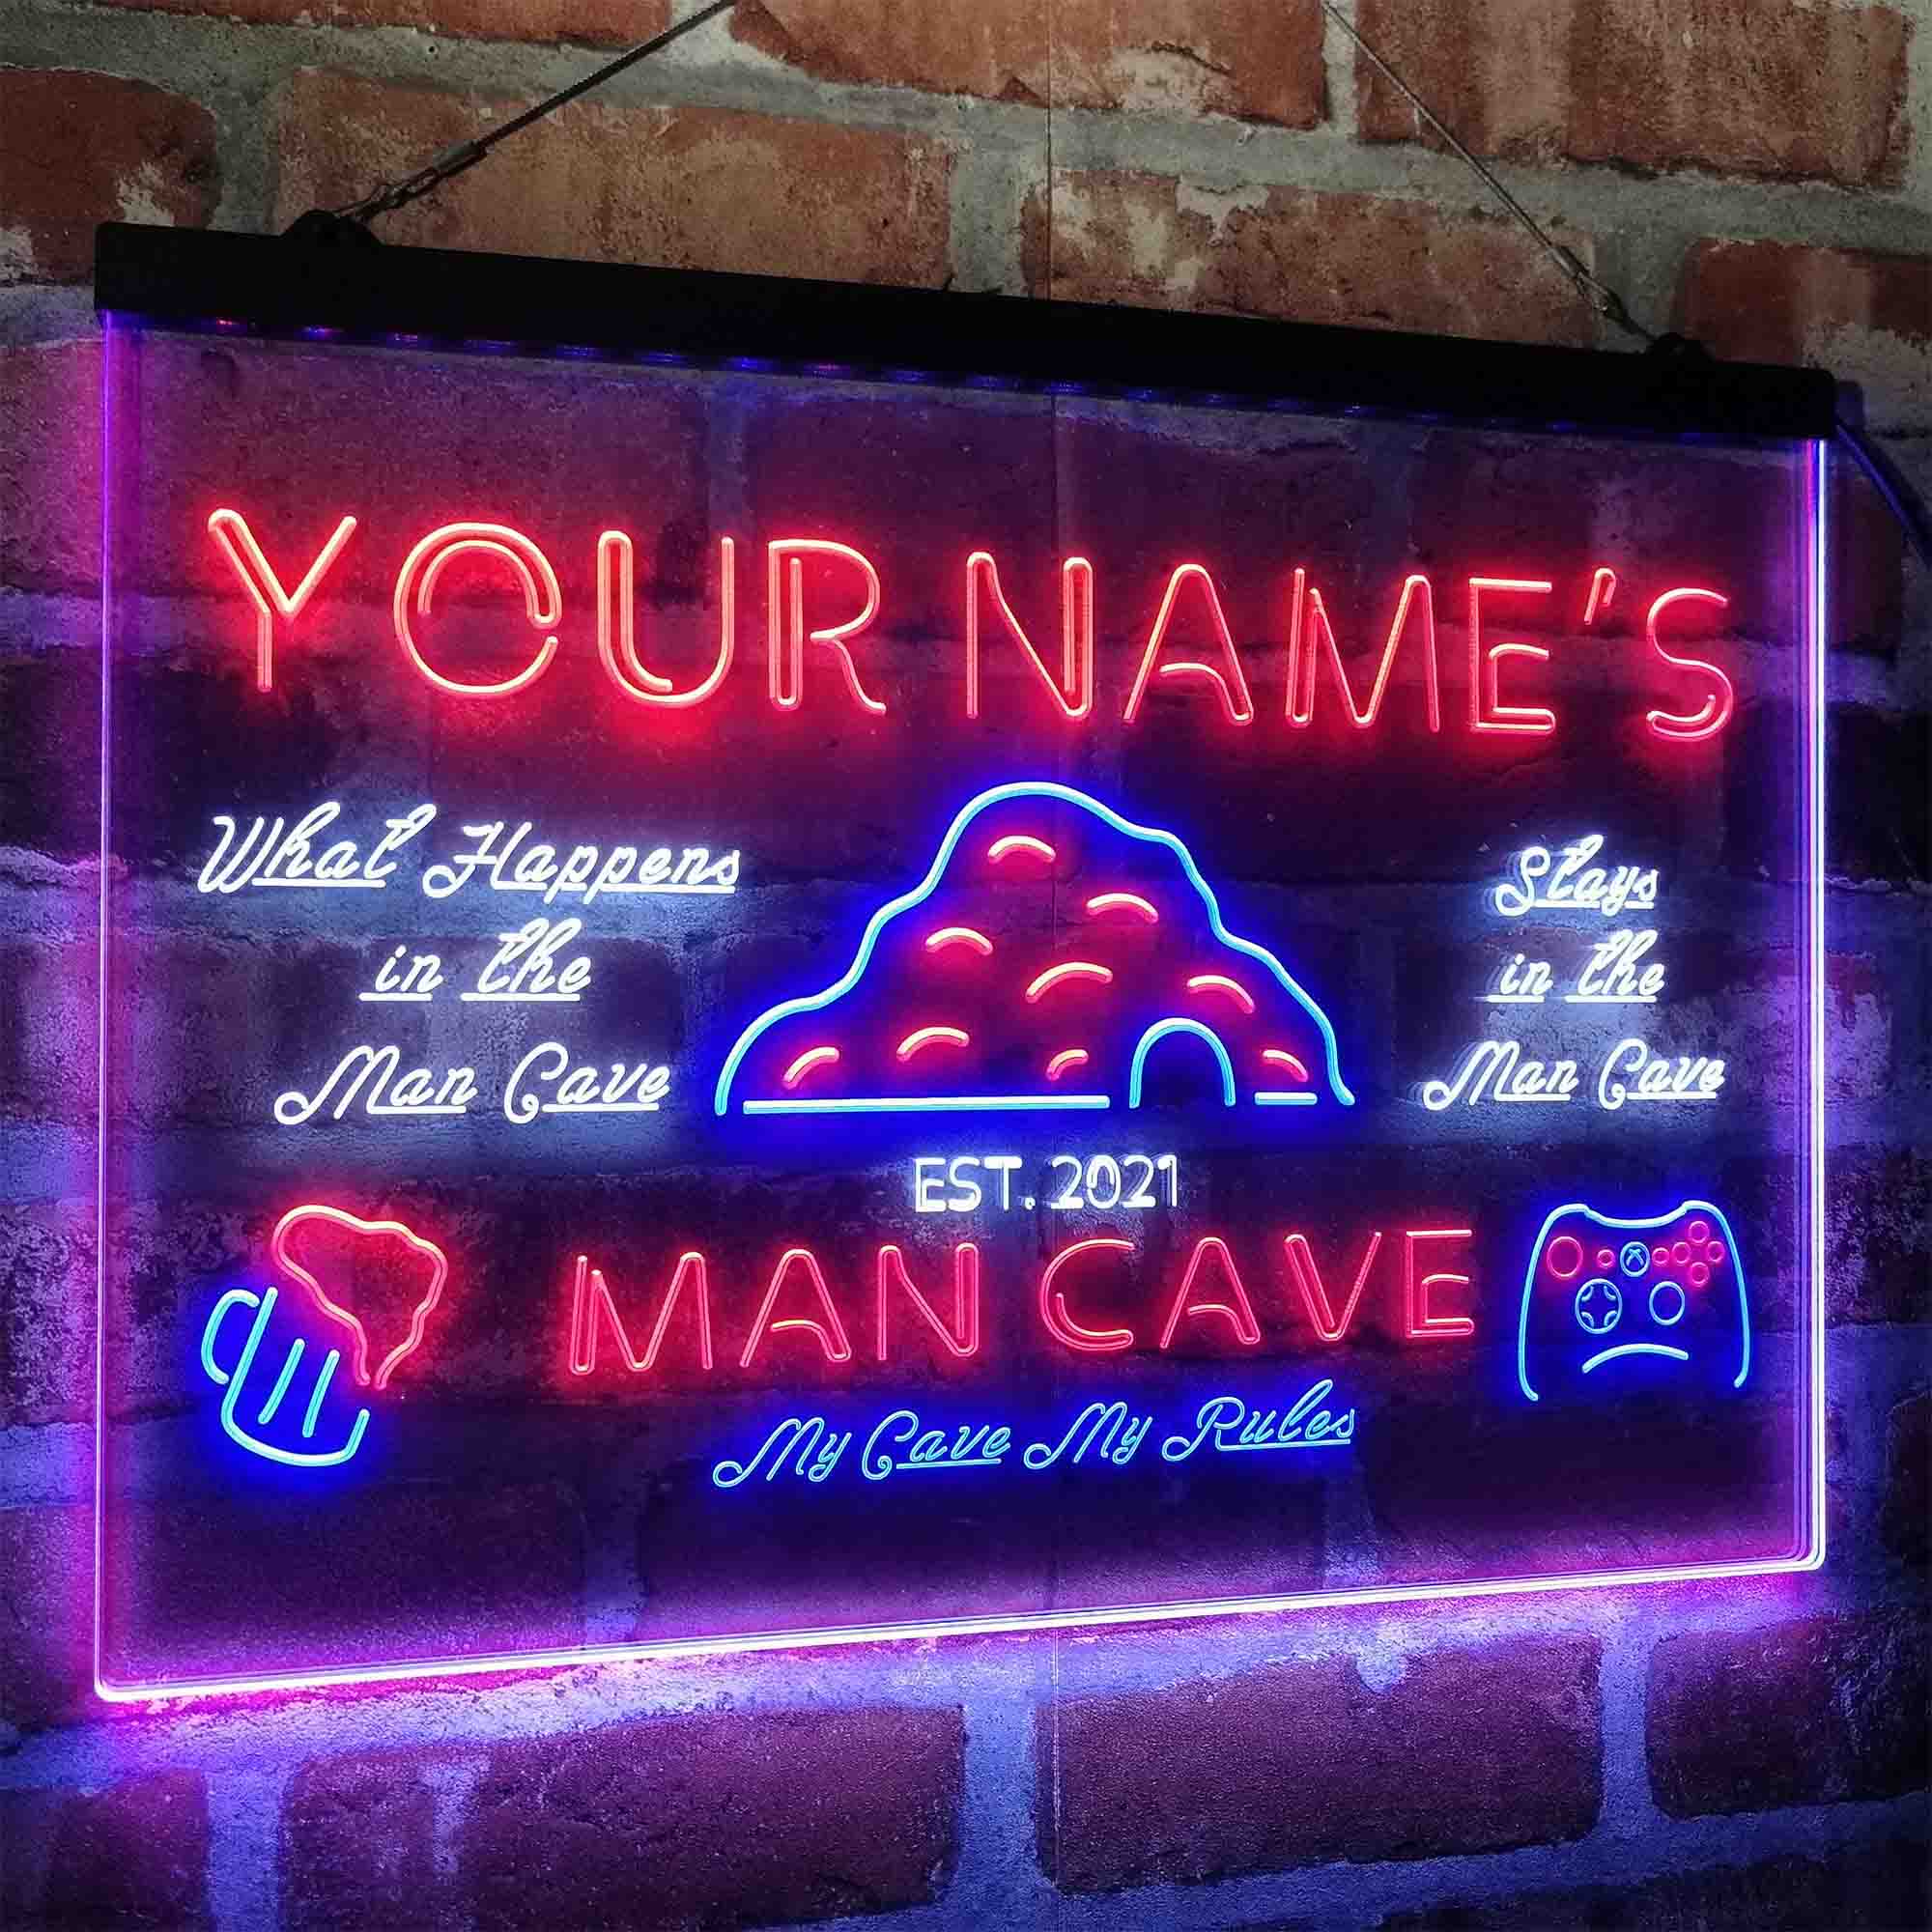 YOUR NAME'S
What Happens
in the
Man Cave
Stays
in the
Man Cave
EST. 2021
MAN CAVE
My Cave My Rules